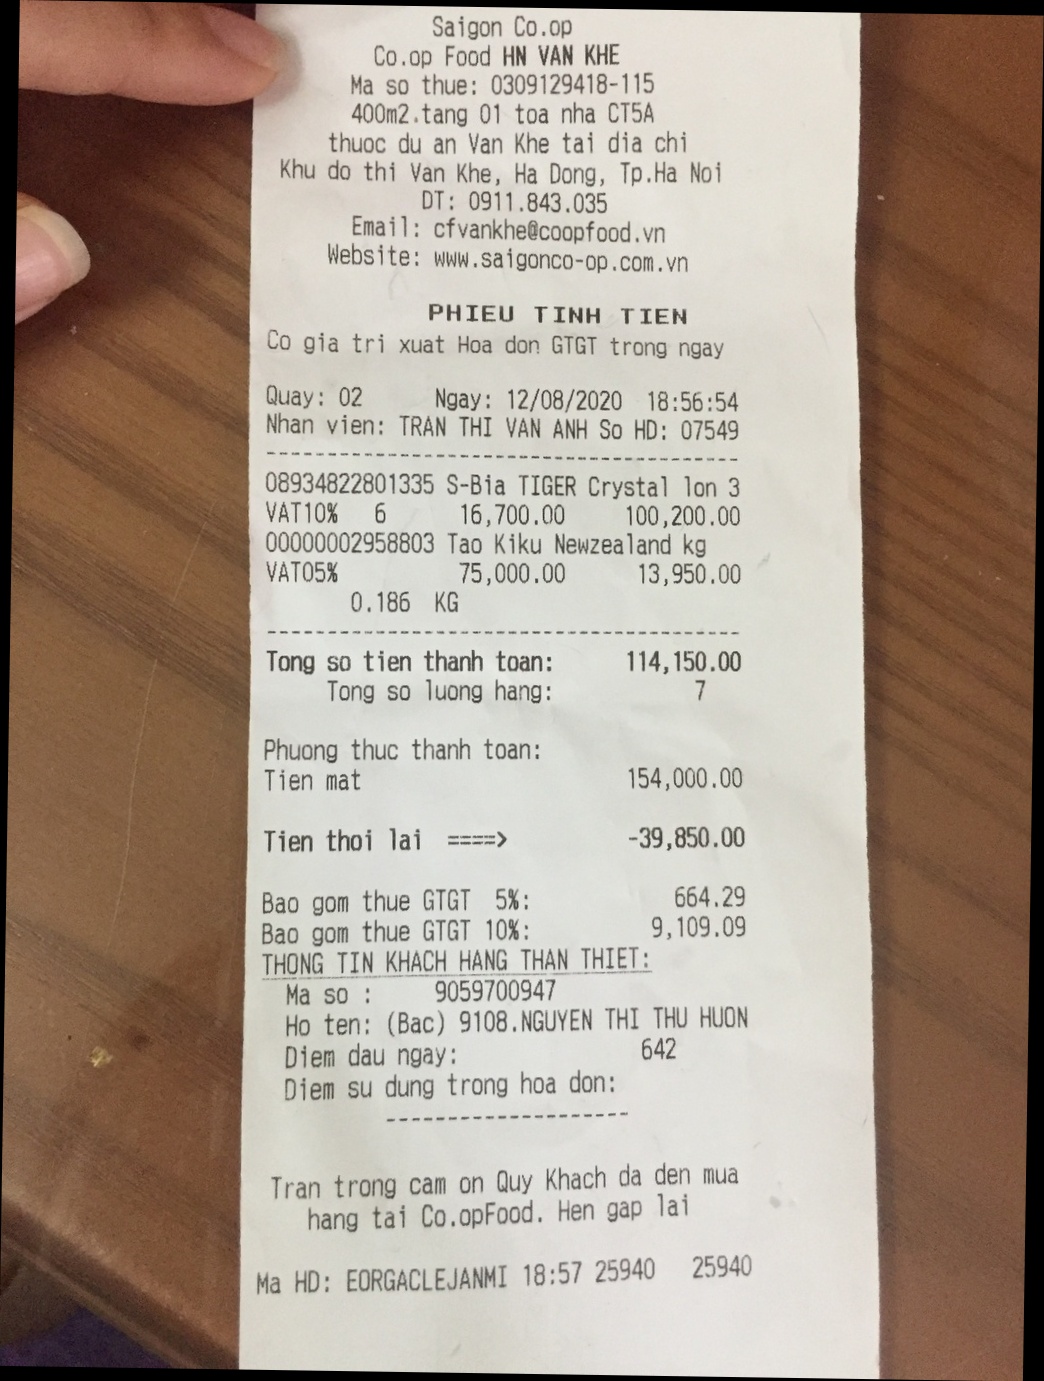 Saigon Co.op
Co.op Food HN VAN KHE
Ma so thue: 0309129418-115
400m2.tang 01 toa nha CT5A
thuoc du an Van Khe tai dia chi
Khu do thi Van Khe, Ha Dong, Tp.Ha Noi
DT: 0911.843.035
Email: cfvankhe@coopfood.vn
Website: www.saigonco-op.com.vn
PHIEU TINH TIEN
Co gia tri xuat Hoa don GTGT trong ngay
Quay: 02 Ngay: 12/08/2020 18:56:54
Nhan vien: TRAN THI VAN ANH So HD: 07549
---------------------------------------
08934822801335 S-Bia TIGER Crystal lon 3
VAT10% 6 16,700.00 100,200.00
00000002958803 Tao Kiku Newzealand kg
VAT05% 75,000.00 13,950.00
0.186 KG
---------------------------------------
Tong so tien thanh toan: 114,150.00
Tong so luong hang: 7
Phuong thuc thanh toan:
Tien mat 154,000.00
Tien thoi lai ====> -39,850.00
Bao gom thue GTGT 5%: 664.29
Bao gom thue GTGT 10%: 9,109.09
THONG TIN KHACH HANG THAN THIET:
Ma so : 9059700947
Ho ten: (Bac) 9108.NGUYEN THI THU HUON
Diem dau ngay: 642
Diem su dung trong hoa don:
--------------------
Tran trong cam on Quy Khach da den mua
hang tai Co.opFood. Hen gap lai
Ma HD: EORGACLEJANMI 18:57 25940 25940